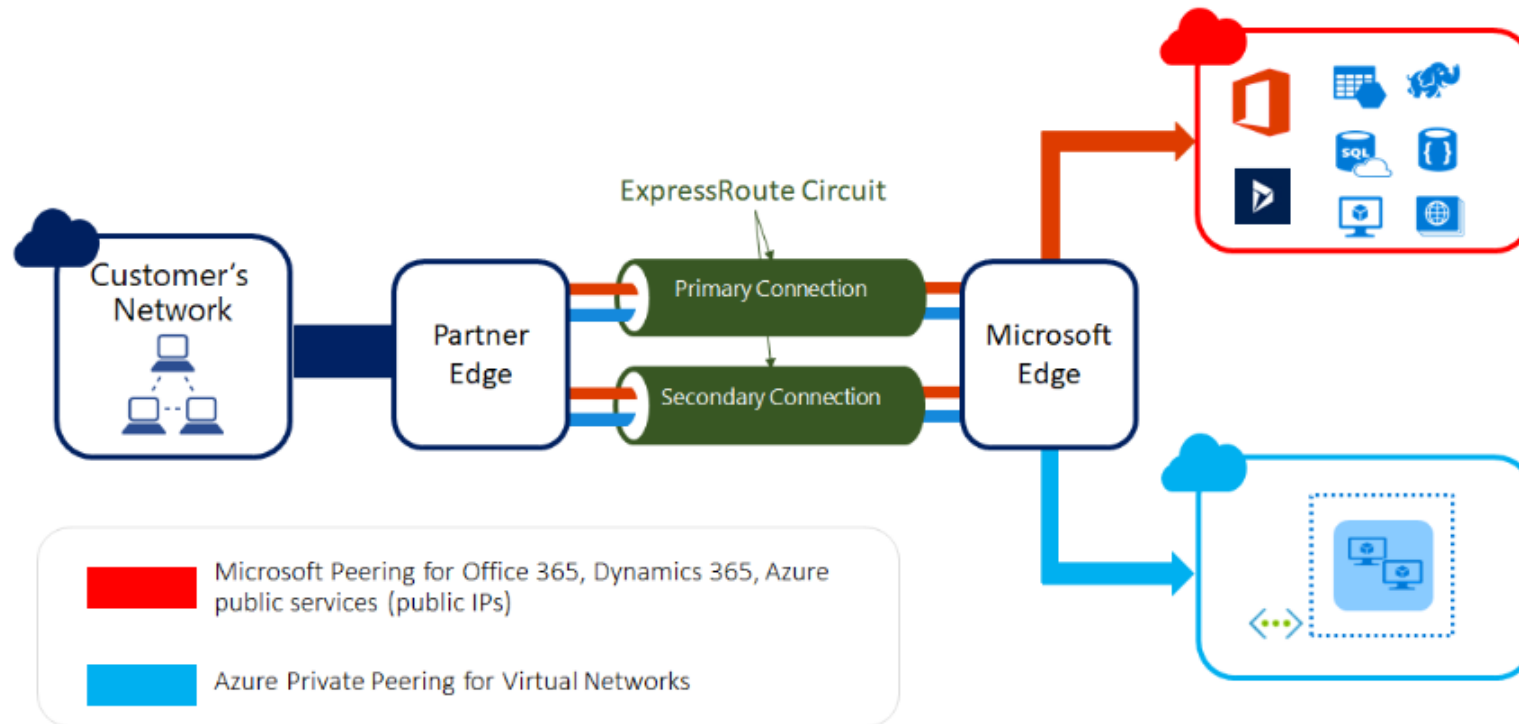 ExpressRoute Circuit
Customer's
Network
Partner
Edge
Primary Connection
Secondary Connection
Microsoft
Edge
SQL
Microsoft Peering for Office 365, Dynamics 365, Azure
public services (public IPs)
Azure Private Peering for Virtual Networks